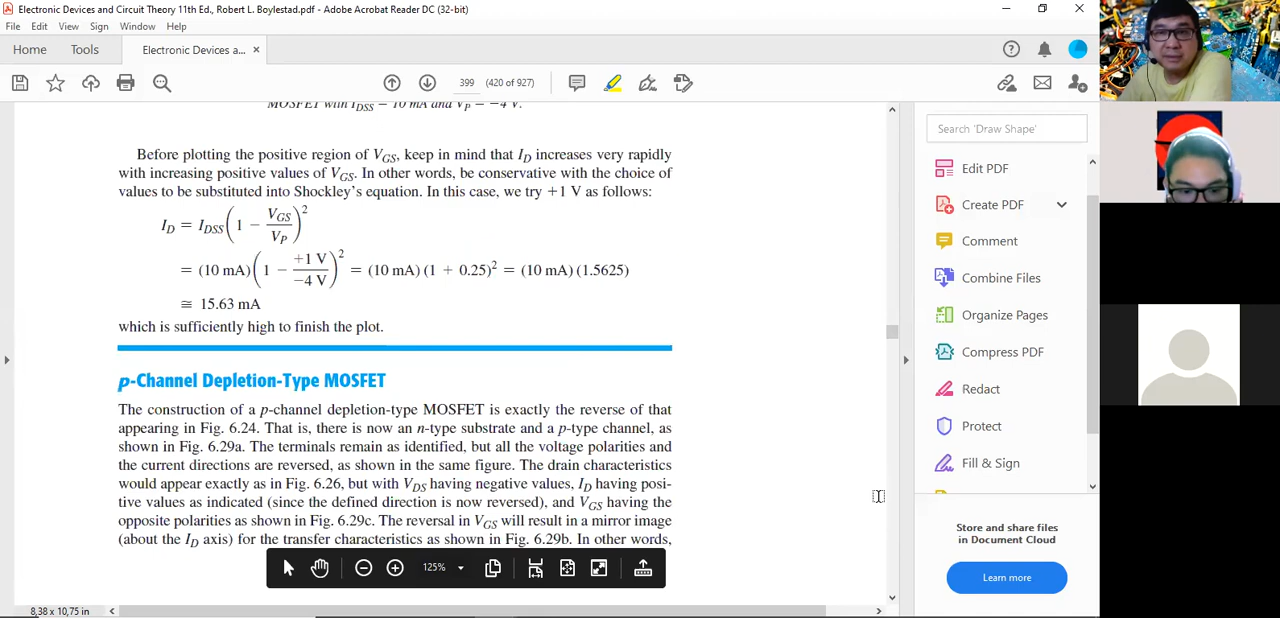 Electronic Devices and Circuit Theory 11th Ed., Robert L. Boylestad.pdf - Adobe Acrobat Reader DC (32-bit)
File Edit View Sign Window Help
Home Tools Electronic Devices a... ×
399 (420 of 927)
MOSFET with IDSS = 10 mA and VP = −4 V.
Before plotting the positive region of VGS, keep in mind that ID increases very rapidly
with increasing positive values of VGS. In other words, be conservative with the choice of
values to be substituted into Shockley's equation. In this case, we try +1 V as follows:
ID = IDSS(1 − VGS/VP)²
= (10 mA)(1 − +1 V/−4 V)² = (10 mA)(1 + 0.25)² = (10 mA)(1.5625)
≅ 15.63 mA
which is sufficiently high to finish the plot.
p-Channel Depletion-Type MOSFET
The construction of a p-channel depletion-type MOSFET is exactly the reverse of that
appearing in Fig. 6.24. That is, there is now an n-type substrate and a p-type channel, as
shown in Fig. 6.29a. The terminals remain as identified, but all the voltage polarities and
the current directions are reversed, as shown in the same figure. The drain characteristics
would appear exactly as in Fig. 6.26, but with VDS having negative values, ID having posi-
tive values as indicated (since the defined direction is now reversed), and VGS having the
opposite polarities as shown in Fig. 6.29c. The reversal in VGS will result in a mirror image
(about the ID axis) for the transfer characteristics as shown in Fig. 6.29b. In other words,
125%
8,38 x 10,75 in
Search 'Draw Shape'
Edit PDF
Create PDF
Comment
Combine Files
Organize Pages
Compress PDF
Redact
Protect
Fill & Sign
Store and share files
in Document Cloud
Learn more